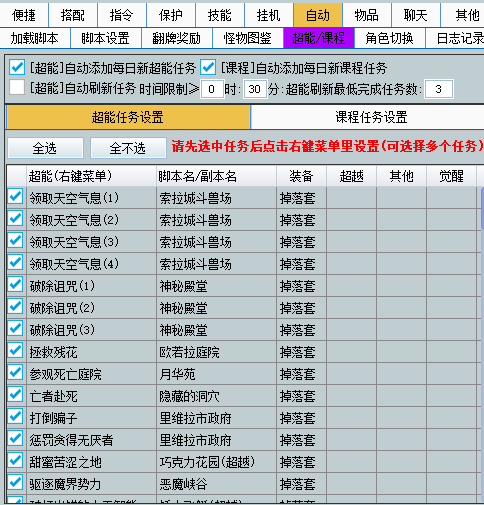 便捷 搭配 指令 保护 技能 挂机 自动 物品 聊天 其他
加载脚本 脚本设置 翻牌奖励 怪物图鉴 超能/课程 角色切换 日志记录
[超能]自动添加每日新超能任务 [课程]自动添加每日新课程任务
[超能]自动刷新任务 时间限制≥ 0 时: 30 分:超能刷新最低完成任务数: 3
超能任务设置 课程任务设置
全选 全不选 请先选中任务后点击右键菜单里设置(可选择多个任务)
超能(右键菜单) 脚本名/副本名 装备 超越 其他 觉醒
领取天空气息(1) 索拉城斗兽场 掉落套
领取天空气息(2) 索拉城斗兽场 掉落套
领取天空气息(3) 索拉城斗兽场 掉落套
领取天空气息(4) 索拉城斗兽场 掉落套
破除诅咒(1) 神秘殿堂 掉落套
破除诅咒(2) 神秘殿堂 掉落套
破除诅咒(3) 神秘殿堂 掉落套
拯救残花 欧若拉庭院 掉落套
参观死亡庭院 月华苑 掉落套
亡者赴死 隐藏的洞穴 掉落套
打倒骗子 里维拉市政府 掉落套
惩罚贪得无厌者 里维拉市政府 掉落套
甜蜜苦涩之地 巧克力花园(超越) 掉落套
驱逐魔界势力 恶魔峡谷 掉落套